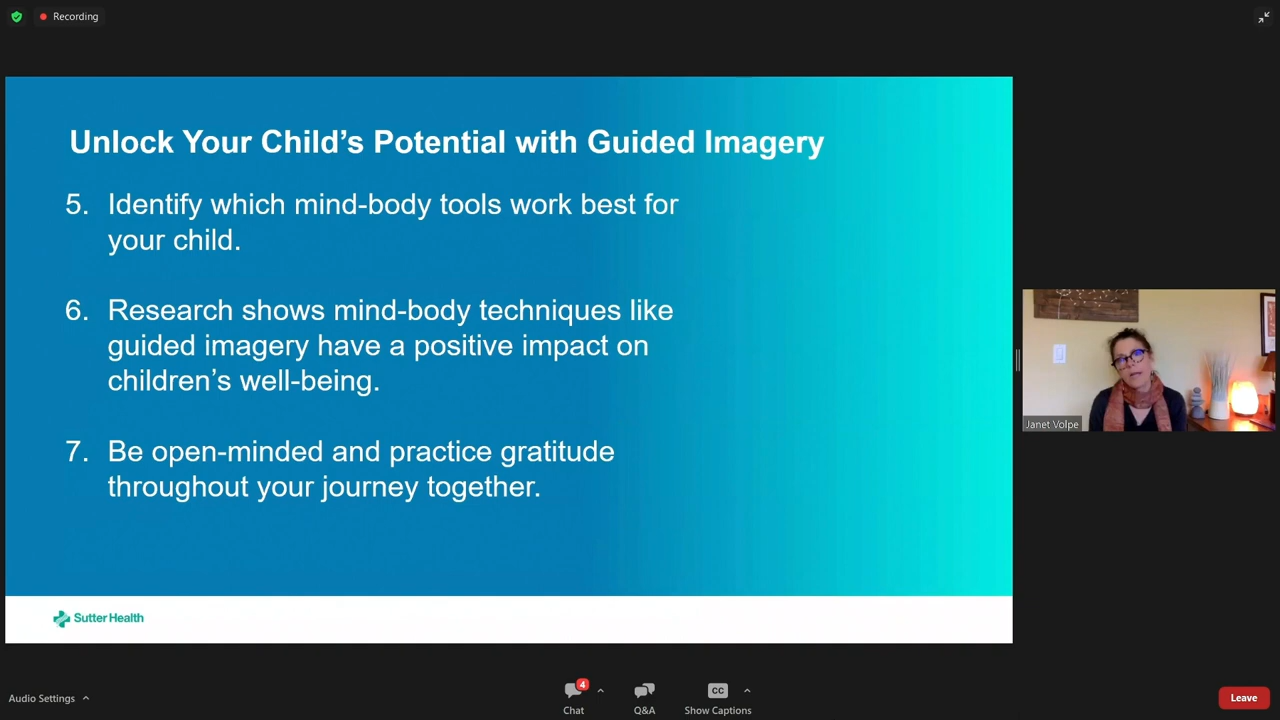 Recording
Unlock Your Child’s Potential with Guided Imagery
5. Identify which mind-body tools work best for
your child.
6. Research shows mind-body techniques like
guided imagery have a positive impact on
children’s well-being.
7. Be open-minded and practice gratitude
throughout your journey together.
Sutter Health
Janet Volpe
Audio Settings
4
Chat
Q&A
CC
Show Captions
Leave